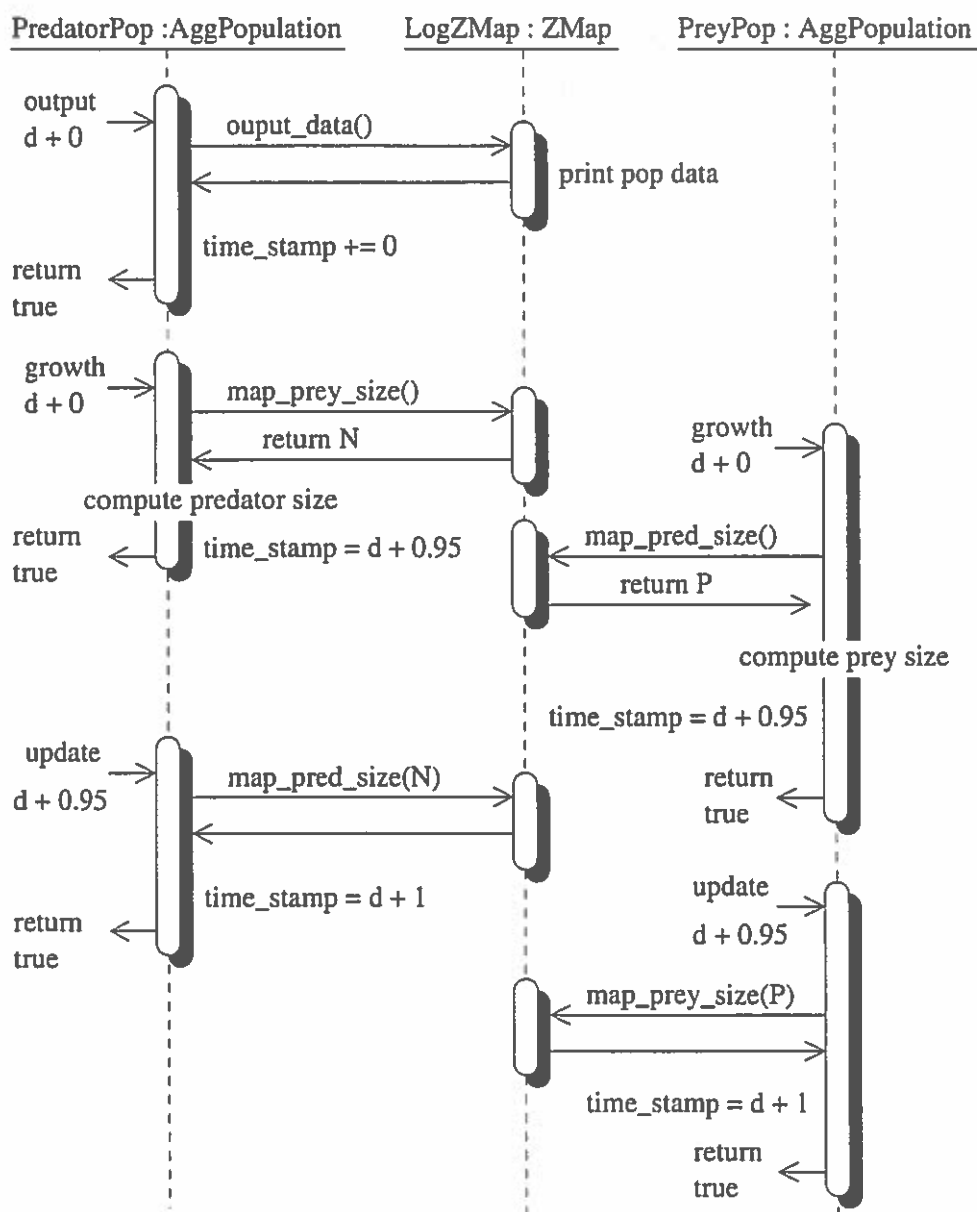 PredatorPop :AggPopulation
LogZMap : ZMap
PreyPop : AggPopulation
output
d + 0
ouput_data()
print pop data
time_stamp += 0
return
true
growth
d + 0
map_prey_size()
return N
growth
d + 0
compute predator size
return
true
time_stamp = d + 0.95
map_pred_size()
return P
compute prey size
time_stamp = d + 0.95
update
d + 0.95
map_pred_size(N)
return
true
time_stamp = d + 1
return
true
update
d + 0.95
map_prey_size(P)
time_stamp = d + 1
return
true